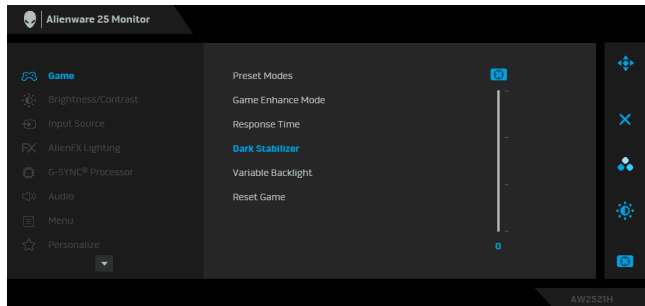 Alienware 25 Monitor
Game
Brightness/Contrast
Input Source
FX AlienFX Lighting
G-SYNC® Processor
Audio
Menu
Personalize
Preset Modes
Game Enhance Mode
Response Time
Dark Stabilizer
Variable Backlight
Reset Game
0
AW2521H